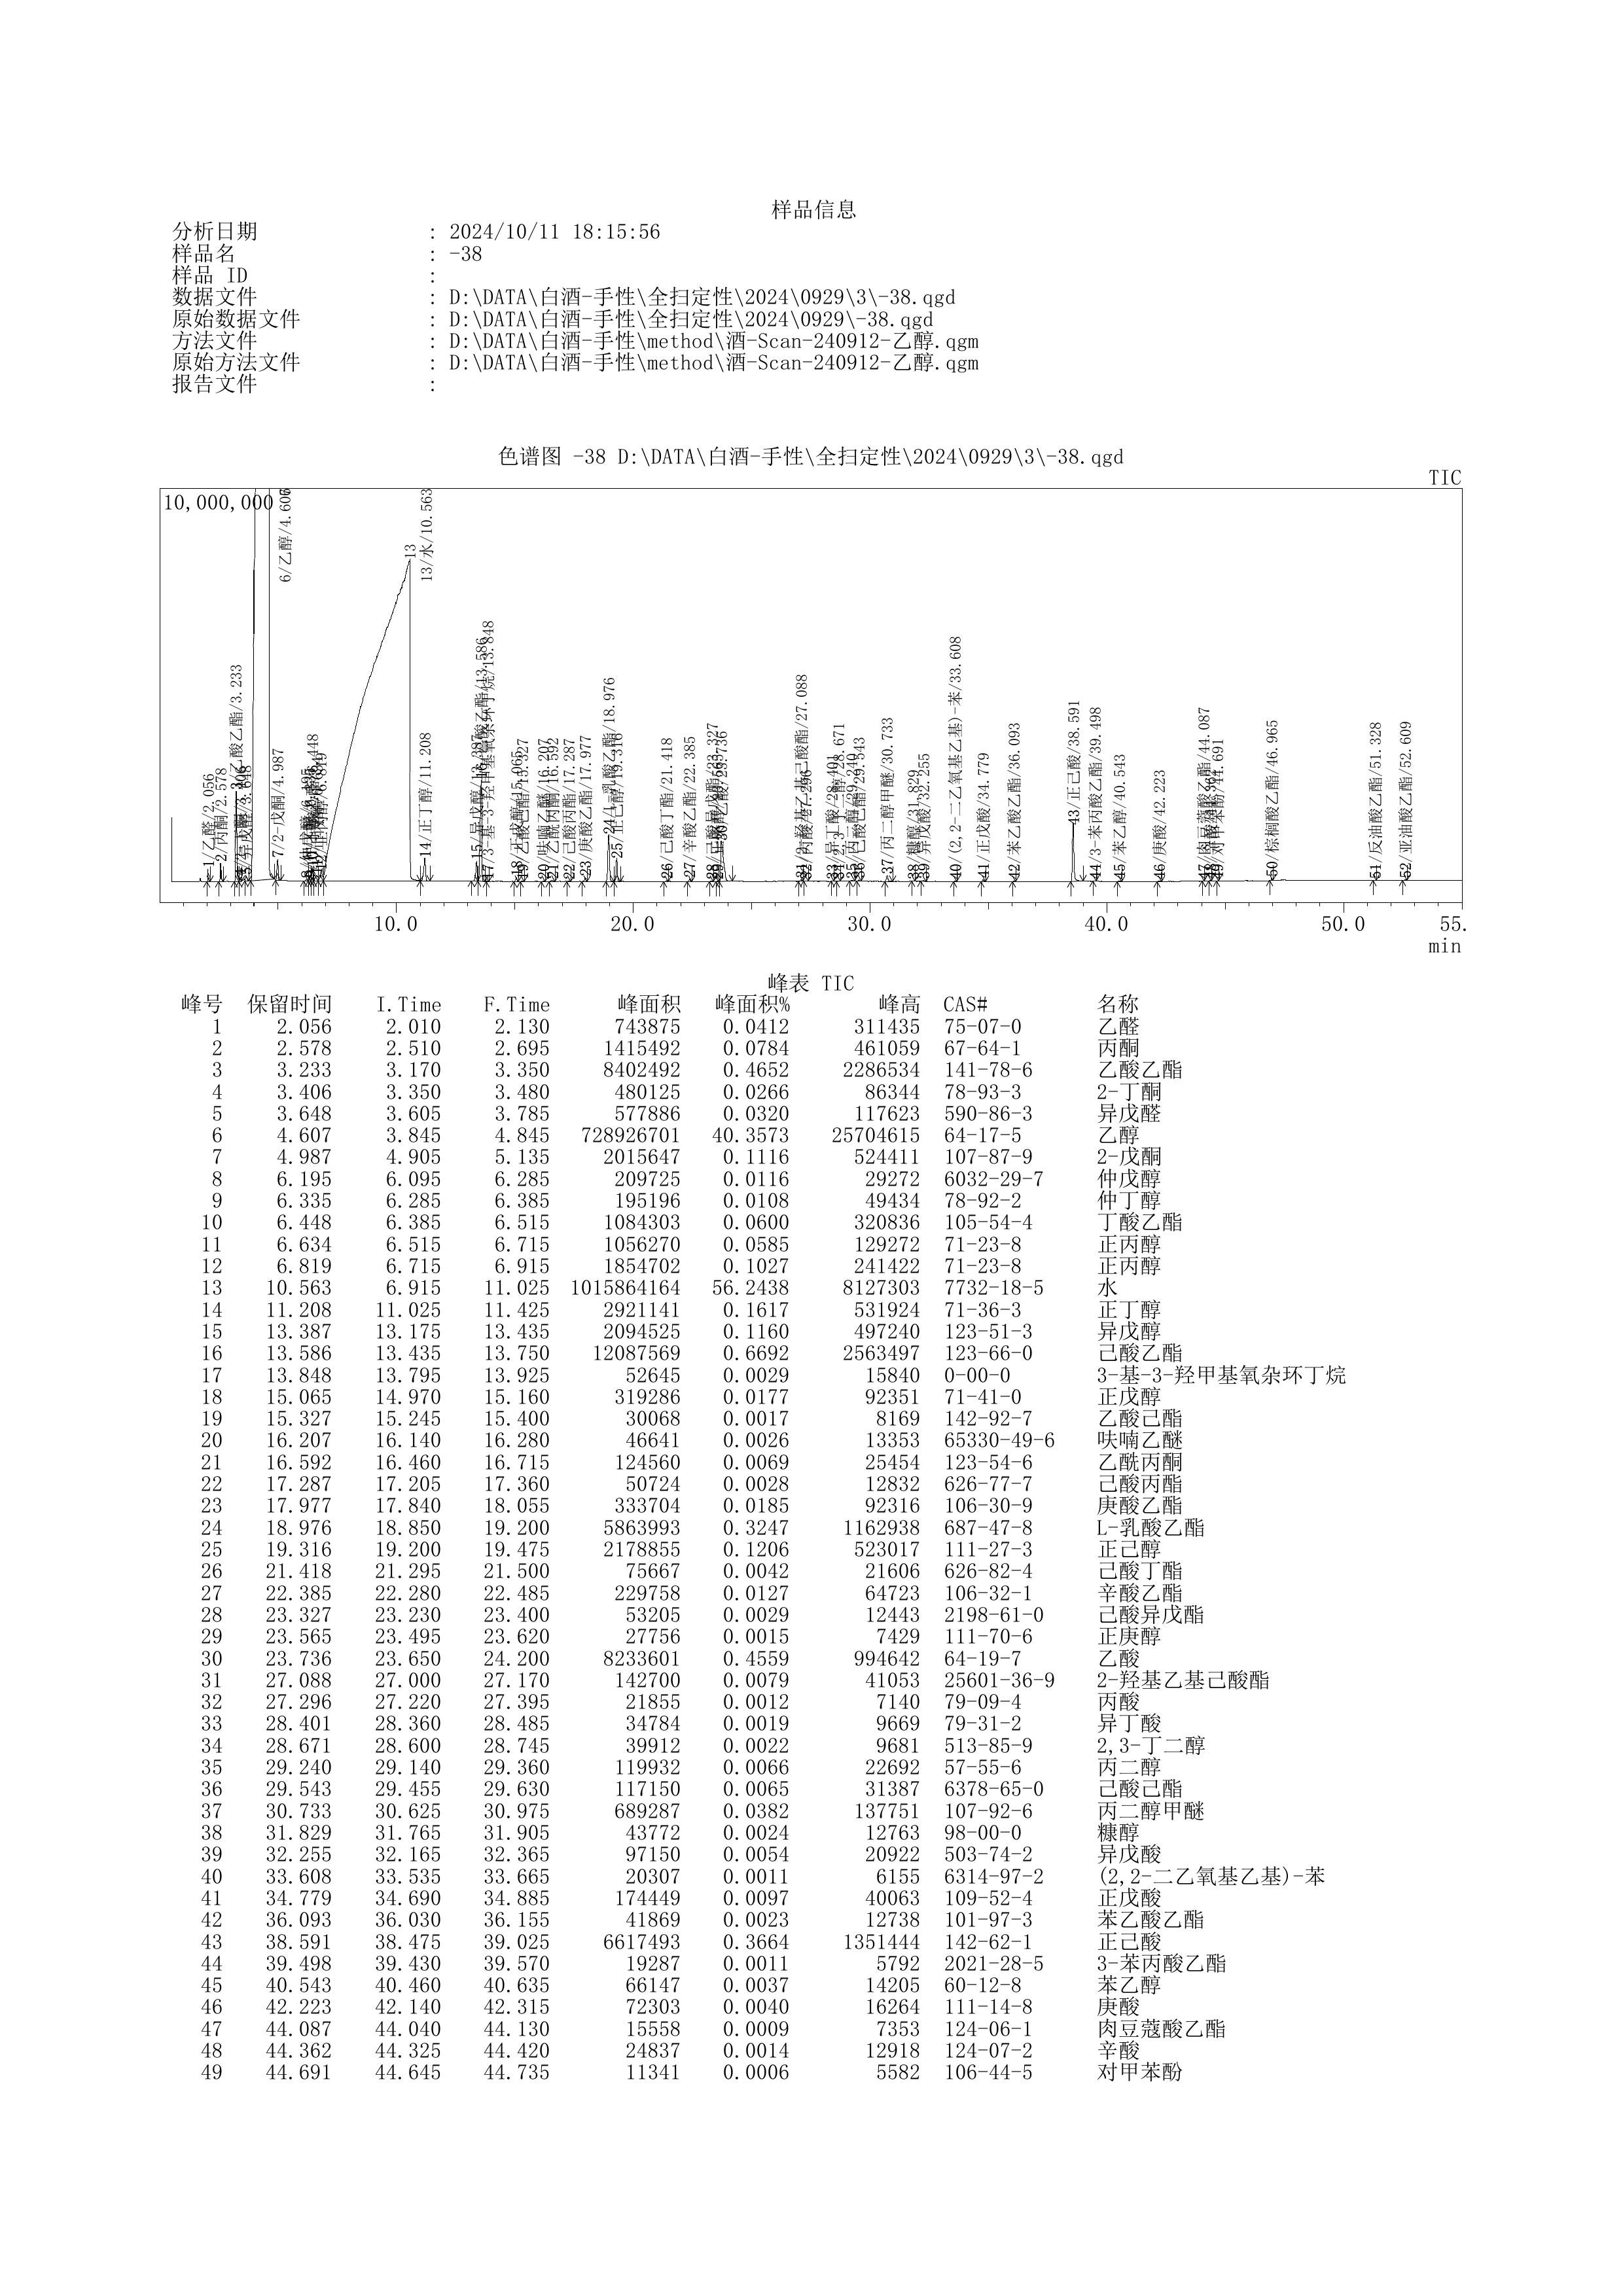 样品信息
分析日期 : 2024/10/11 18:15:56
样品名 : -38
样品 ID :
数据文件 : D:\DATA\白酒-手性\全扫定性\2024\0929\3\-38.qgd
原始数据文件 : D:\DATA\白酒-手性\全扫定性\2024\0929\-38.qgd
方法文件 : D:\DATA\白酒-手性\method\酒-Scan-240912-乙醇.qgm
原始方法文件 : D:\DATA\白酒-手性\method\酒-Scan-240912-乙醇.qgm
报告文件 :
色谱图 -38 D:\DATA\白酒-手性\全扫定性\2024\0929\3\-38.qgd
TIC
10,000,000
1/乙醛/2.056
2/丙酮/2.578
3/乙酸乙酯/3.233
6/乙醇/4.607
7/2-戊酮/4.987
13
13/水/10.563
14/正丁醇/11.208
20/呋喃乙醚/16.207
21/乙酰丙酮/16.592
22/己酸丙酯/17.287
23/庚酸乙酯/17.977
24/L-乳酸乙酯/18.976
25/正己醇/19.316
26/己酸丁酯/21.418
27/辛酸乙酯/22.385
31/2-羟基乙基己酸酯/27.088
36/己酸己酯/29.543
37/丙二醇甲醚/30.733
38/糠醇/31.829
39/异戊酸/32.255
40/(2,2-二乙氧基乙基)-苯/33.608
41/正戊酸/34.779
42/苯乙酸乙酯/36.093
43/正己酸/38.591
44/3-苯丙酸乙酯/39.498
45/苯乙醇/40.543
46/庚酸/42.223
47/肉豆蔻酸乙酯/44.087
49/对甲苯酚/44.691
50/棕榈酸乙酯/46.965
51/反油酸乙酯/51.328
52/亚油酸乙酯/52.609
10.0 20.0 30.0 40.0 50.0 55.
min
峰表 TIC
峰号 保留时间 I.Time F.Time 峰面积 峰面积% 峰高 CAS# 名称
1 2.056 2.010 2.130 743875 0.0412 311435 75-07-0 乙醛
2 2.578 2.510 2.695 1415492 0.0784 461059 67-64-1 丙酮
3 3.233 3.170 3.350 8402492 0.4652 2286534 141-78-6 乙酸乙酯
4 3.406 3.350 3.480 480125 0.0266 86344 78-93-3 2-丁酮
5 3.648 3.605 3.785 577886 0.0320 117623 590-86-3 异戊醛
6 4.607 3.845 4.845 728926701 40.3573 25704615 64-17-5 乙醇
7 4.987 4.905 5.135 2015647 0.1116 524411 107-87-9 2-戊酮
8 6.195 6.095 6.285 209725 0.0116 29272 6032-29-7 仲戊醇
9 6.335 6.285 6.385 195196 0.0108 49434 78-92-2 仲丁醇
10 6.448 6.385 6.515 1084303 0.0600 320836 105-54-4 丁酸乙酯
11 6.634 6.515 6.715 1056270 0.0585 129272 71-23-8 正丙醇
12 6.819 6.715 6.915 1854702 0.1027 241422 71-23-8 正丙醇
13 10.563 6.915 11.025 1015864164 56.2438 8127303 7732-18-5 水
14 11.208 11.025 11.425 2921141 0.1617 531924 71-36-3 正丁醇
15 13.387 13.175 13.435 2094525 0.1160 497240 123-51-3 异戊醇
16 13.586 13.435 13.750 12087569 0.6692 2563497 123-66-0 己酸乙酯
17 13.848 13.795 13.925 52645 0.0029 15840 0-00-0 3-基-3-羟甲基氧杂环丁烷
18 15.065 14.970 15.160 319286 0.0177 92351 71-41-0 正戊醇
19 15.327 15.245 15.400 30068 0.0017 8169 142-92-7 乙酸己酯
20 16.207 16.140 16.280 46641 0.0026 13353 65330-49-6 呋喃乙醚
21 16.592 16.460 16.715 124560 0.0069 25454 123-54-6 乙酰丙酮
22 17.287 17.205 17.360 50724 0.0028 12832 626-77-7 己酸丙酯
23 17.977 17.840 18.055 333704 0.0185 92316 106-30-9 庚酸乙酯
24 18.976 18.850 19.200 5863993 0.3247 1162938 687-47-8 L-乳酸乙酯
25 19.316 19.200 19.475 2178855 0.1206 523017 111-27-3 正己醇
26 21.418 21.295 21.500 75667 0.0042 21606 626-82-4 己酸丁酯
27 22.385 22.280 22.485 229758 0.0127 64723 106-32-1 辛酸乙酯
28 23.327 23.230 23.400 53205 0.0029 12443 2198-61-0 己酸异戊酯
29 23.565 23.495 23.620 27756 0.0015 7429 111-70-6 正庚醇
30 23.736 23.650 24.200 8233601 0.4559 994642 64-19-7 乙酸
31 27.088 27.000 27.170 142700 0.0079 41053 25601-36-9 2-羟基乙基己酸酯
32 27.296 27.220 27.395 21855 0.0012 7140 79-09-4 丙酸
33 28.401 28.360 28.485 34784 0.0019 9669 79-31-2 异丁酸
34 28.671 28.600 28.745 39912 0.0022 9681 513-85-9 2,3-丁二醇
35 29.240 29.140 29.360 119932 0.0066 22692 57-55-6 丙二醇
36 29.543 29.455 29.630 117150 0.0065 31387 6378-65-0 己酸己酯
37 30.733 30.625 30.975 689287 0.0382 137751 107-92-6 丙二醇甲醚
38 31.829 31.765 31.905 43772 0.0024 12763 98-00-0 糠醇
39 32.255 32.165 32.365 97150 0.0054 20922 503-74-2 异戊酸
40 33.608 33.535 33.665 20307 0.0011 6155 6314-97-2 (2,2-二乙氧基乙基)-苯
41 34.779 34.690 34.885 174449 0.0097 40063 109-52-4 正戊酸
42 36.093 36.030 36.155 41869 0.0023 12738 101-97-3 苯乙酸乙酯
43 38.591 38.475 39.025 6617493 0.3664 1351444 142-62-1 正己酸
44 39.498 39.430 39.570 19287 0.0011 5792 2021-28-5 3-苯丙酸乙酯
45 40.543 40.460 40.635 66147 0.0037 14205 60-12-8 苯乙醇
46 42.223 42.140 42.315 72303 0.0040 16264 111-14-8 庚酸
47 44.087 44.040 44.130 15558 0.0009 7353 124-06-1 肉豆蔻酸乙酯
48 44.362 44.325 44.420 24837 0.0014 12918 124-07-2 辛酸
49 44.691 44.645 44.735 11341 0.0006 5582 106-44-5 对甲苯酚